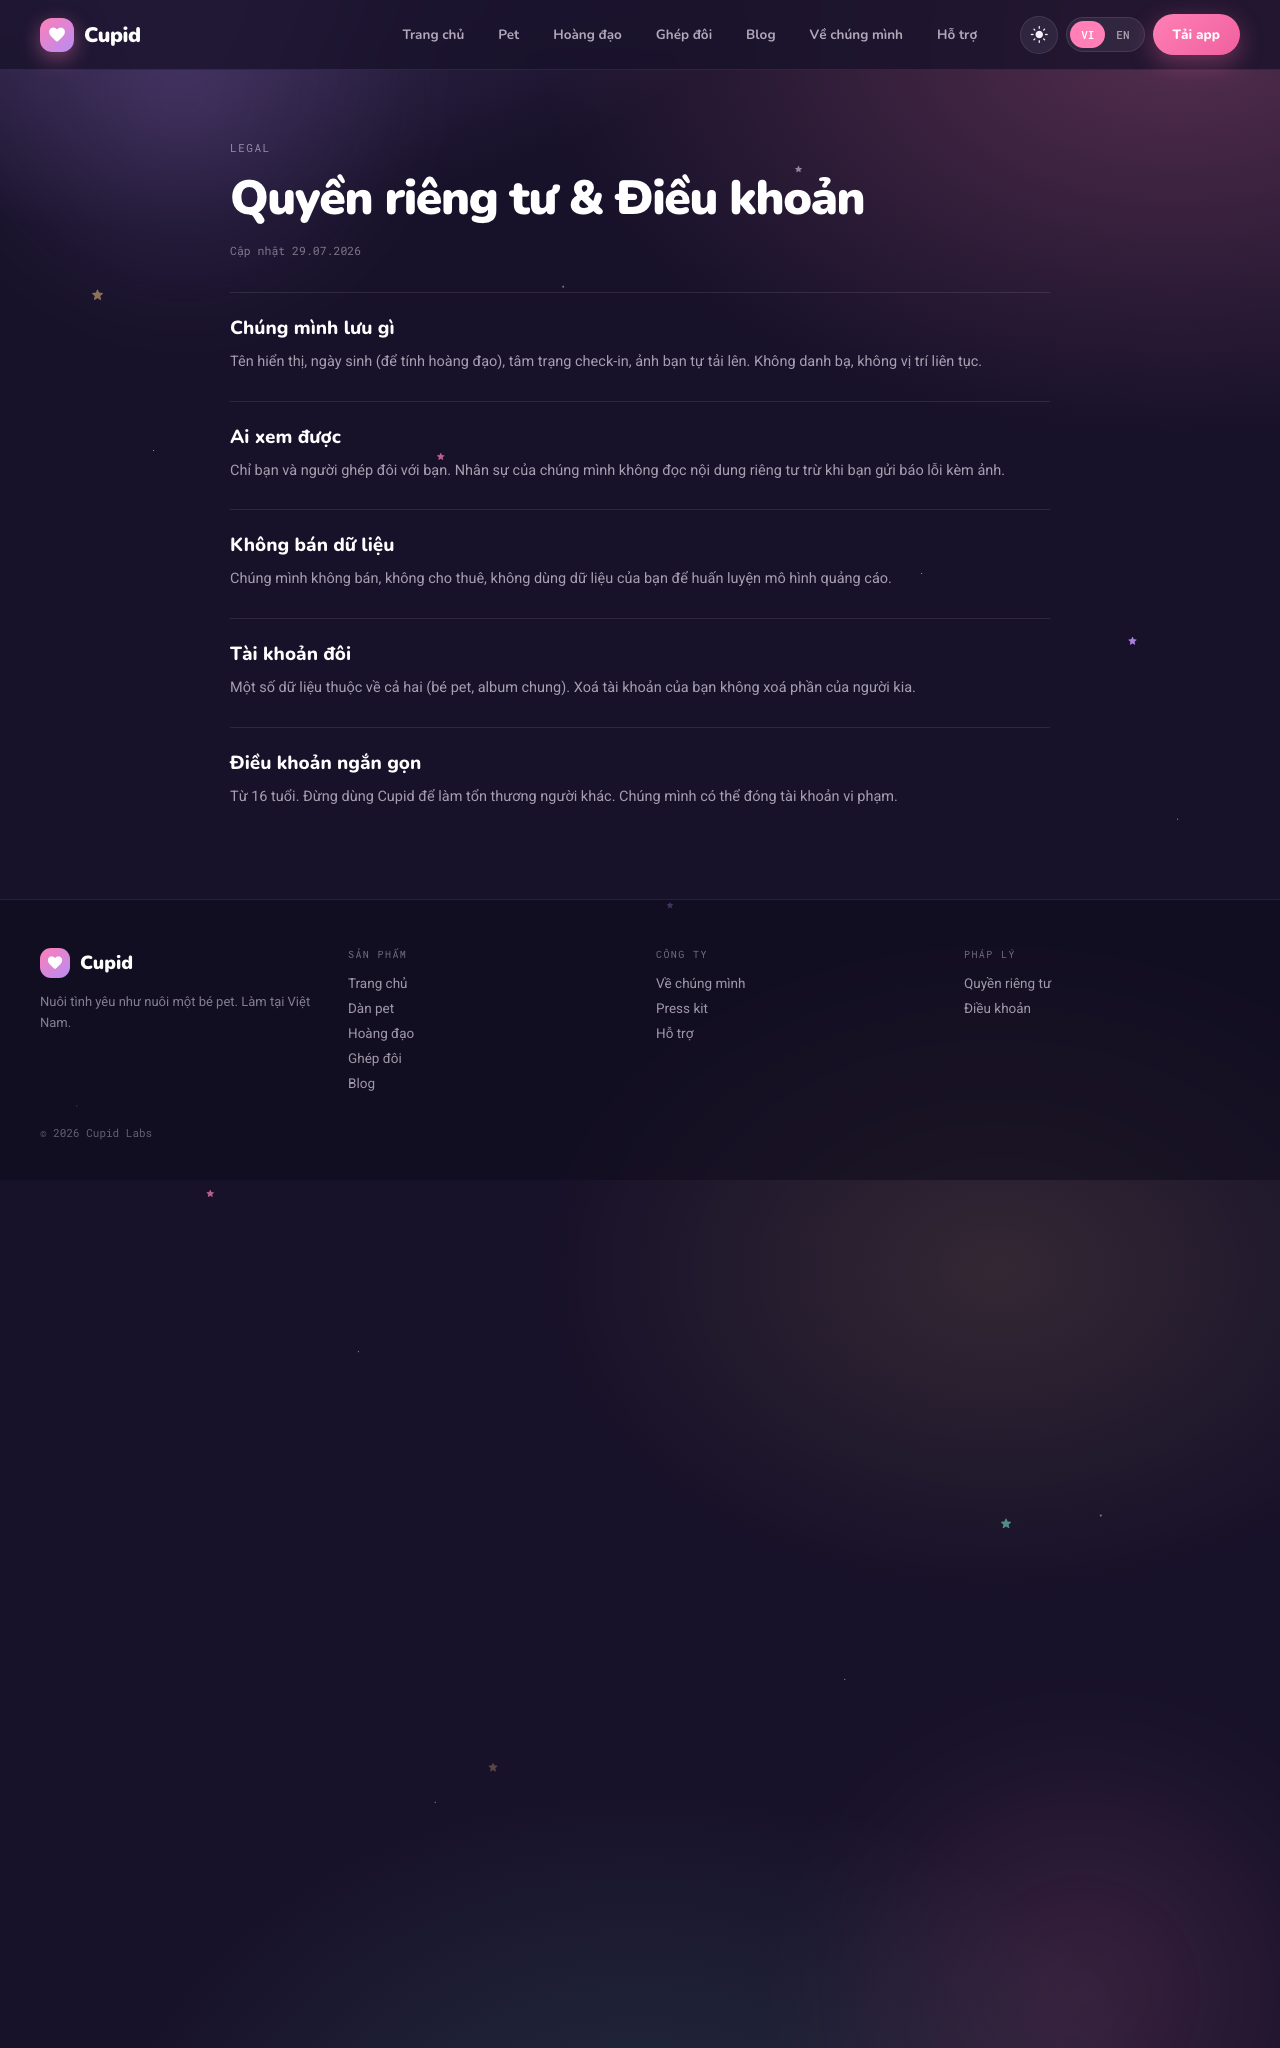 Cupid
Trang chủ
Pet
Hoàng đạo
Ghép đôi
Blog
Về chúng mình
Hỗ trợ
VI
EN
Tải app
LEGAL
Quyền riêng tư & Điều khoản
Cập nhật 29.07.2026
Chúng mình lưu gì
Tên hiển thị, ngày sinh (để tính hoàng đạo), tâm trạng check-in, ảnh bạn tự tải lên. Không danh bạ, không vị trí liên tục.
Ai xem được
Chỉ bạn và người ghép đôi với bạn. Nhân sự của chúng mình không đọc nội dung riêng tư trừ khi bạn gửi báo lỗi kèm ảnh.
Không bán dữ liệu
Chúng mình không bán, không cho thuê, không dùng dữ liệu của bạn để huấn luyện mô hình quảng cáo.
Tài khoản đôi
Một số dữ liệu thuộc về cả hai (bé pet, album chung). Xoá tài khoản của bạn không xoá phần của người kia.
Điều khoản ngắn gọn
Từ 16 tuổi. Đừng dùng Cupid để làm tổn thương người khác. Chúng mình có thể đóng tài khoản vi phạm.
Cupid
Nuôi tình yêu như nuôi một bé pet. Làm tại Việt
Nam.
SẢN PHẨM
Trang chủ
Dàn pet
Hoàng đạo
Ghép đôi
Blog
CÔNG TY
Về chúng mình
Press kit
Hỗ trợ
PHÁP LÝ
Quyền riêng tư
Điều khoản
© 2026 Cupid Labs